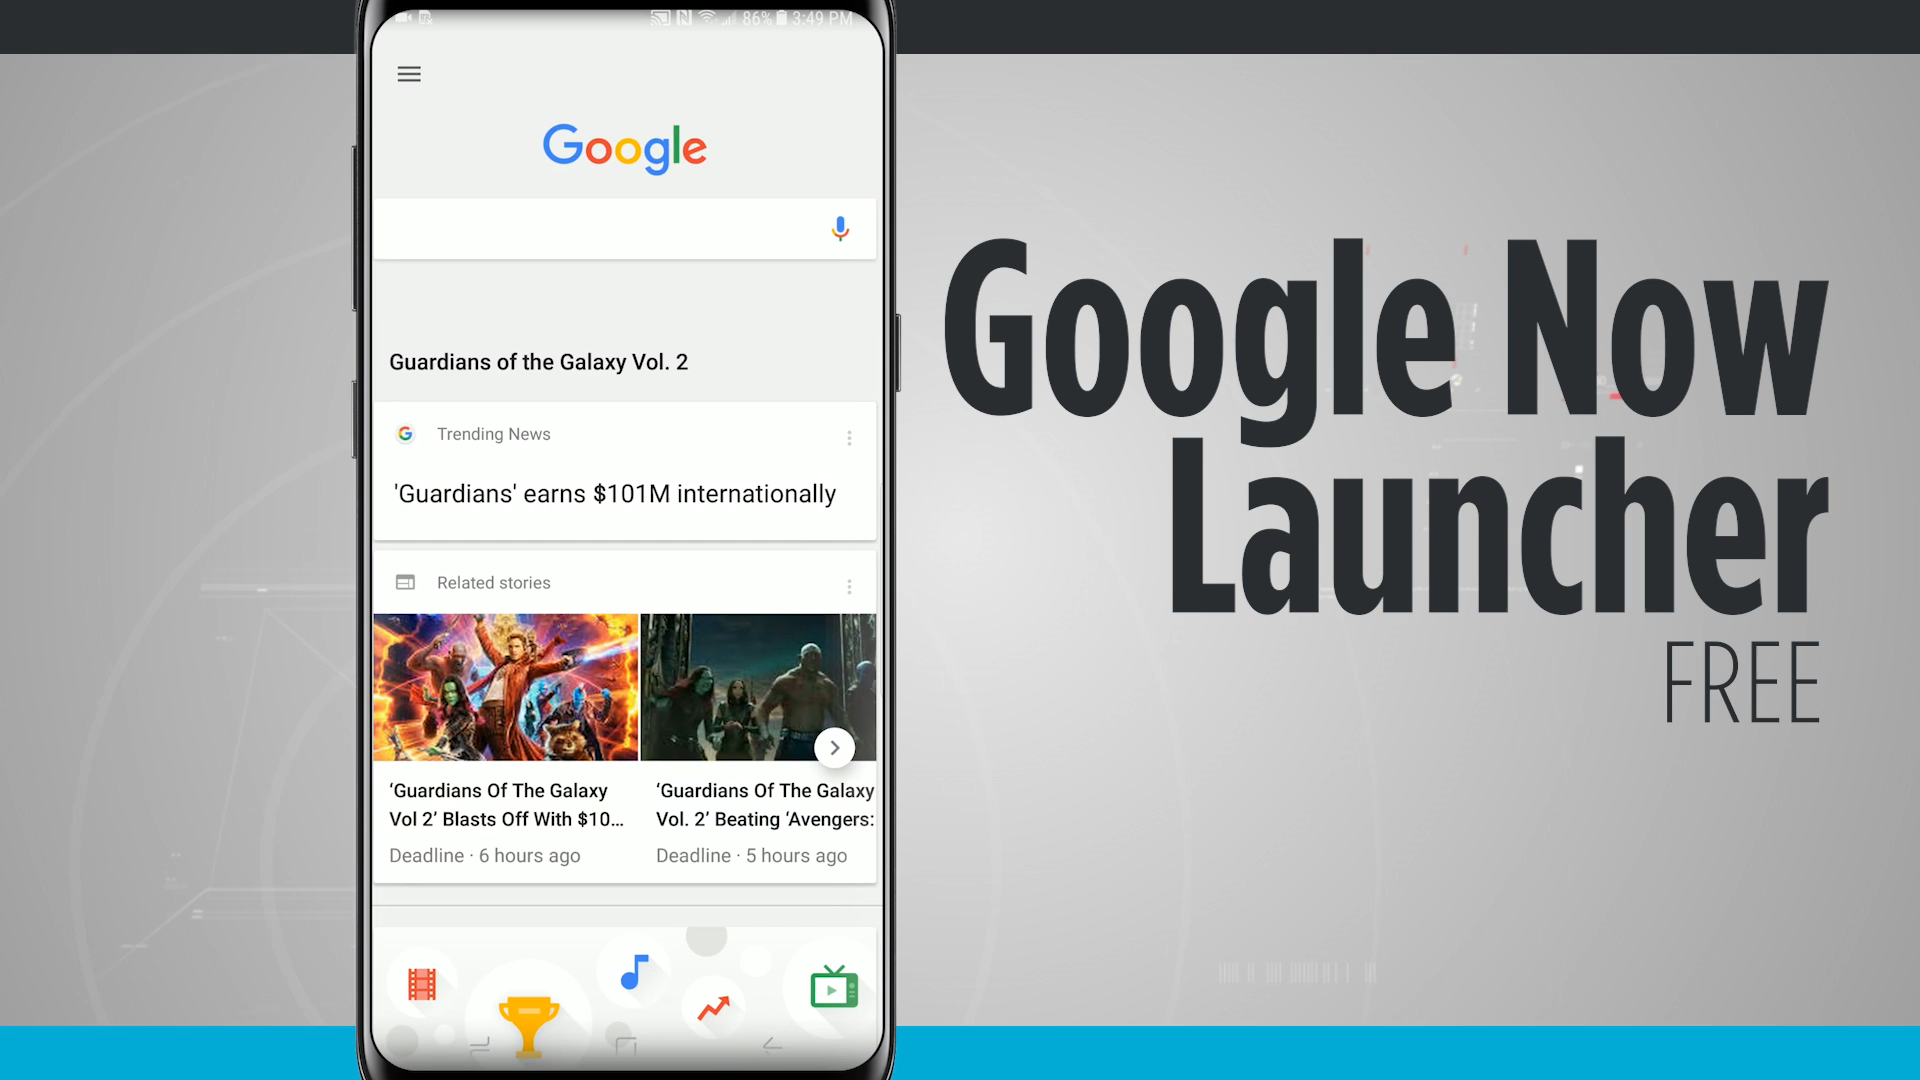 86% 3:49 PM
Google
Guardians of the Galaxy Vol. 2
Trending News
'Guardians' earns $101M internationally
Related stories
‘Guardians Of The Galaxy
Vol 2’ Blasts Off With $10...
Deadline · 6 hours ago
‘Guardians Of The Galaxy
Vol. 2’ Beating ‘Avengers:
Deadline · 5 hours ago
Google Now
Launcher
FREE